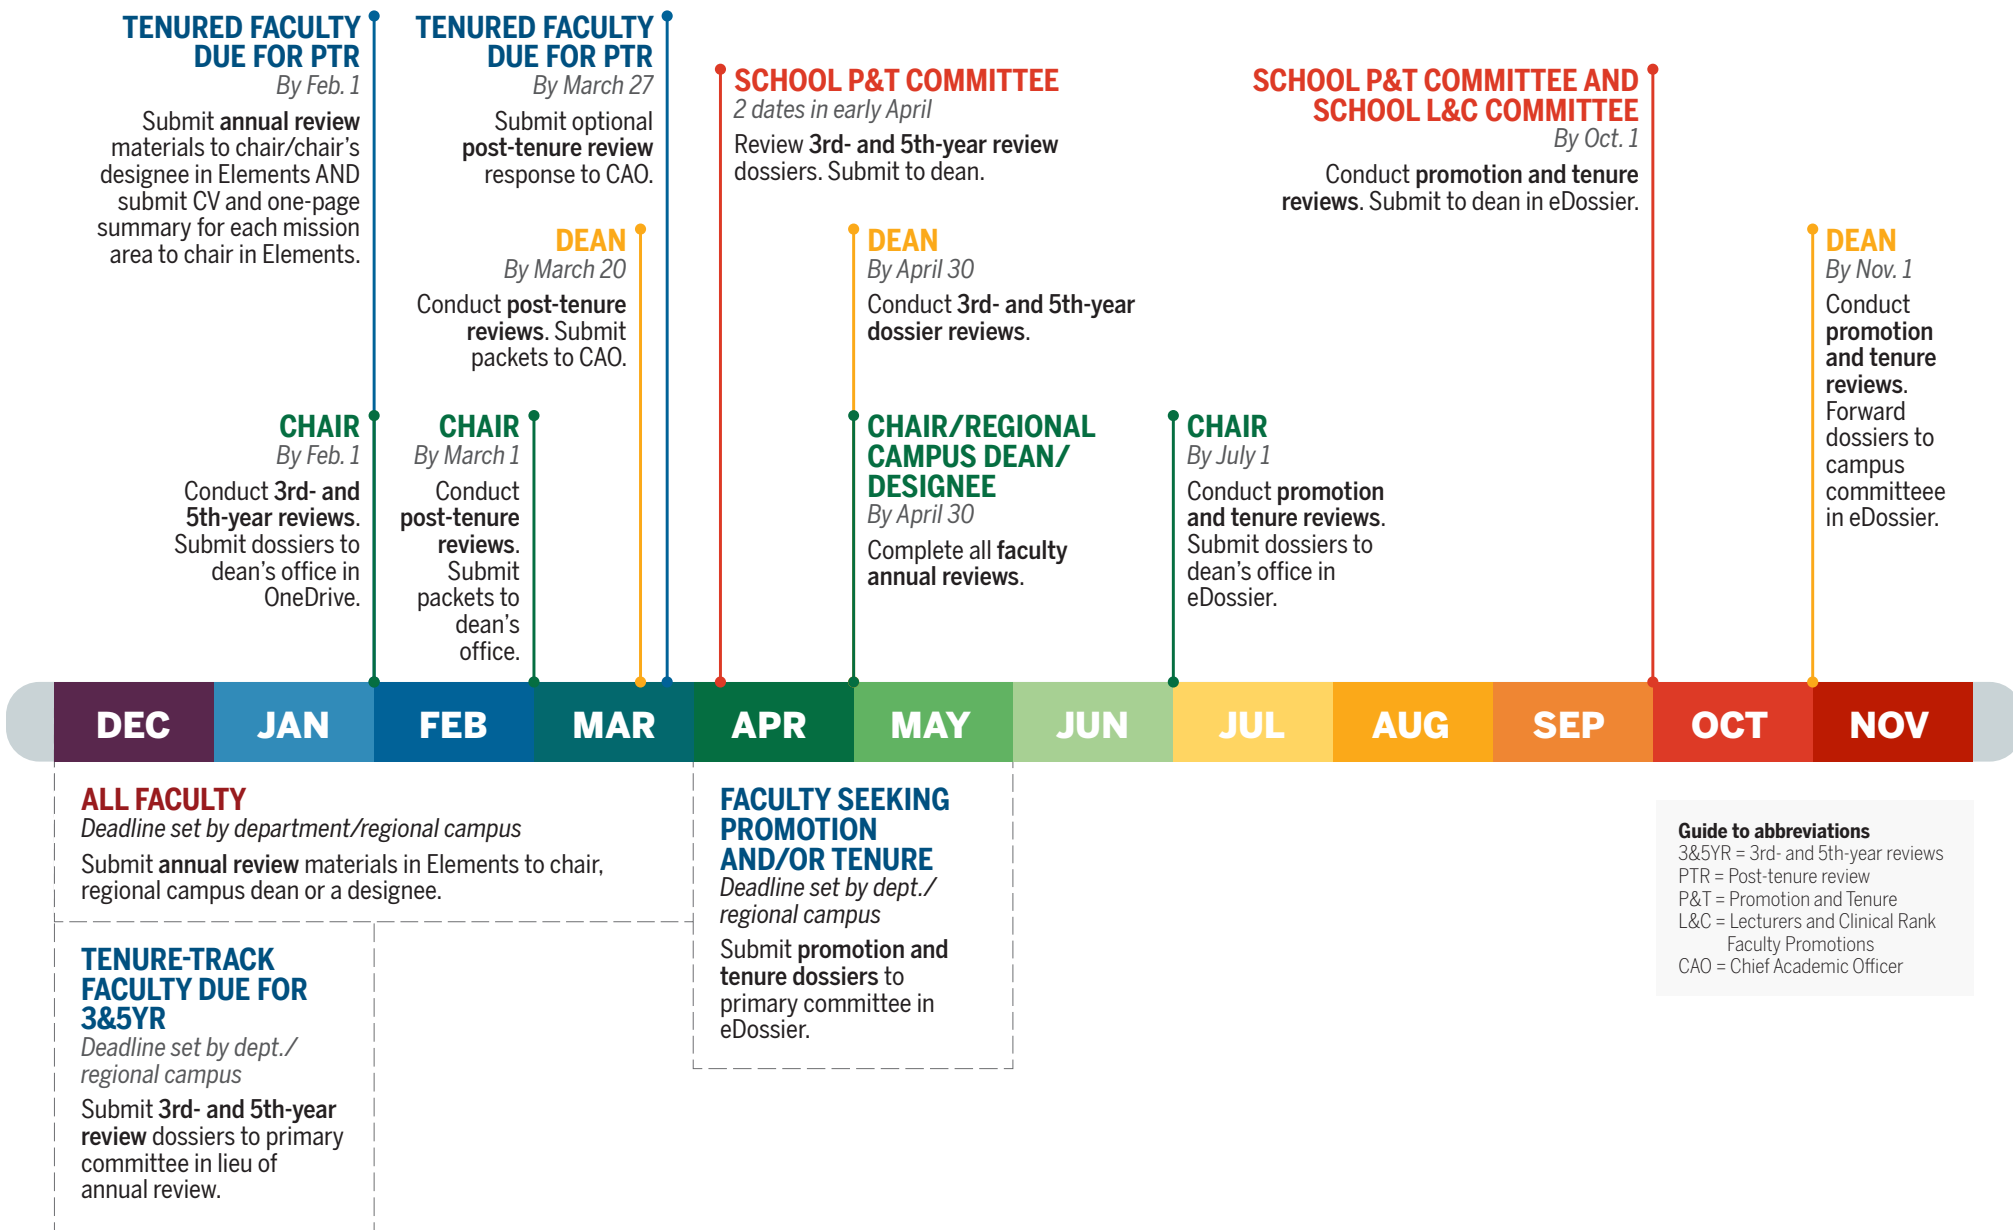 TENURED FACULTY
DUE FOR PTR
By Feb. 1
Submit annual review
materials to chair/chair's
designee in Elements AND
submit CV and one-page
summary for each mission
area to chair in Elements.
TENURED FACULTY
DUE FOR PTR
By March 27
Submit optional
post-tenure review
response to CAO.
SCHOOL P&T COMMITTEE
2 dates in early April
Review 3rd- and 5th-year review
dossiers. Submit to dean.
SCHOOL P&T COMMITTEE AND
SCHOOL L&C COMMITTEE
By Oct. 1
Conduct promotion and tenure
reviews. Submit to dean in eDossier.
DEAN
By March 20
Conduct post-tenure
reviews. Submit
packets to CAO.
DEAN
By April 30
Conduct 3rd- and 5th-year
dossier reviews.
DEAN
By Nov. 1
Conduct
promotion
and tenure
reviews.
Forward
dossiers to
campus
committeee
in eDossier.
CHAIR
By Feb. 1
Conduct 3rd- and
5th-year reviews.
Submit dossiers to
dean's office in
OneDrive.
CHAIR
By March 1
Conduct
post-tenure
reviews.
Submit
packets to
dean's
office.
CHAIR/REGIONAL
CAMPUS DEAN/
DESIGNEE
By April 30
Complete all faculty
annual reviews.
CHAIR
By July 1
Conduct promotion
and tenure reviews.
Submit dossiers to
dean's office in
eDossier.
DEC JAN FEB MAR APR MAY JUN JUL AUG SEP OCT NOV
ALL FACULTY
Deadline set by department/regional campus
Submit annual review materials in Elements to chair,
regional campus dean or a designee.
TENURE-TRACK
FACULTY DUE FOR
3&5YR
Deadline set by dept./
regional campus
Submit 3rd- and 5th-year
review dossiers to primary
committee in lieu of
annual review.
FACULTY SEEKING
PROMOTION
AND/OR TENURE
Deadline set by dept./
regional campus
Submit promotion and
tenure dossiers to
primary committee in
eDossier.
Guide to abbreviations
3&5YR = 3rd- and 5th-year reviews
PTR = Post-tenure review
P&T = Promotion and Tenure
L&C = Lecturers and Clinical Rank
Faculty Promotions
CAO = Chief Academic Officer